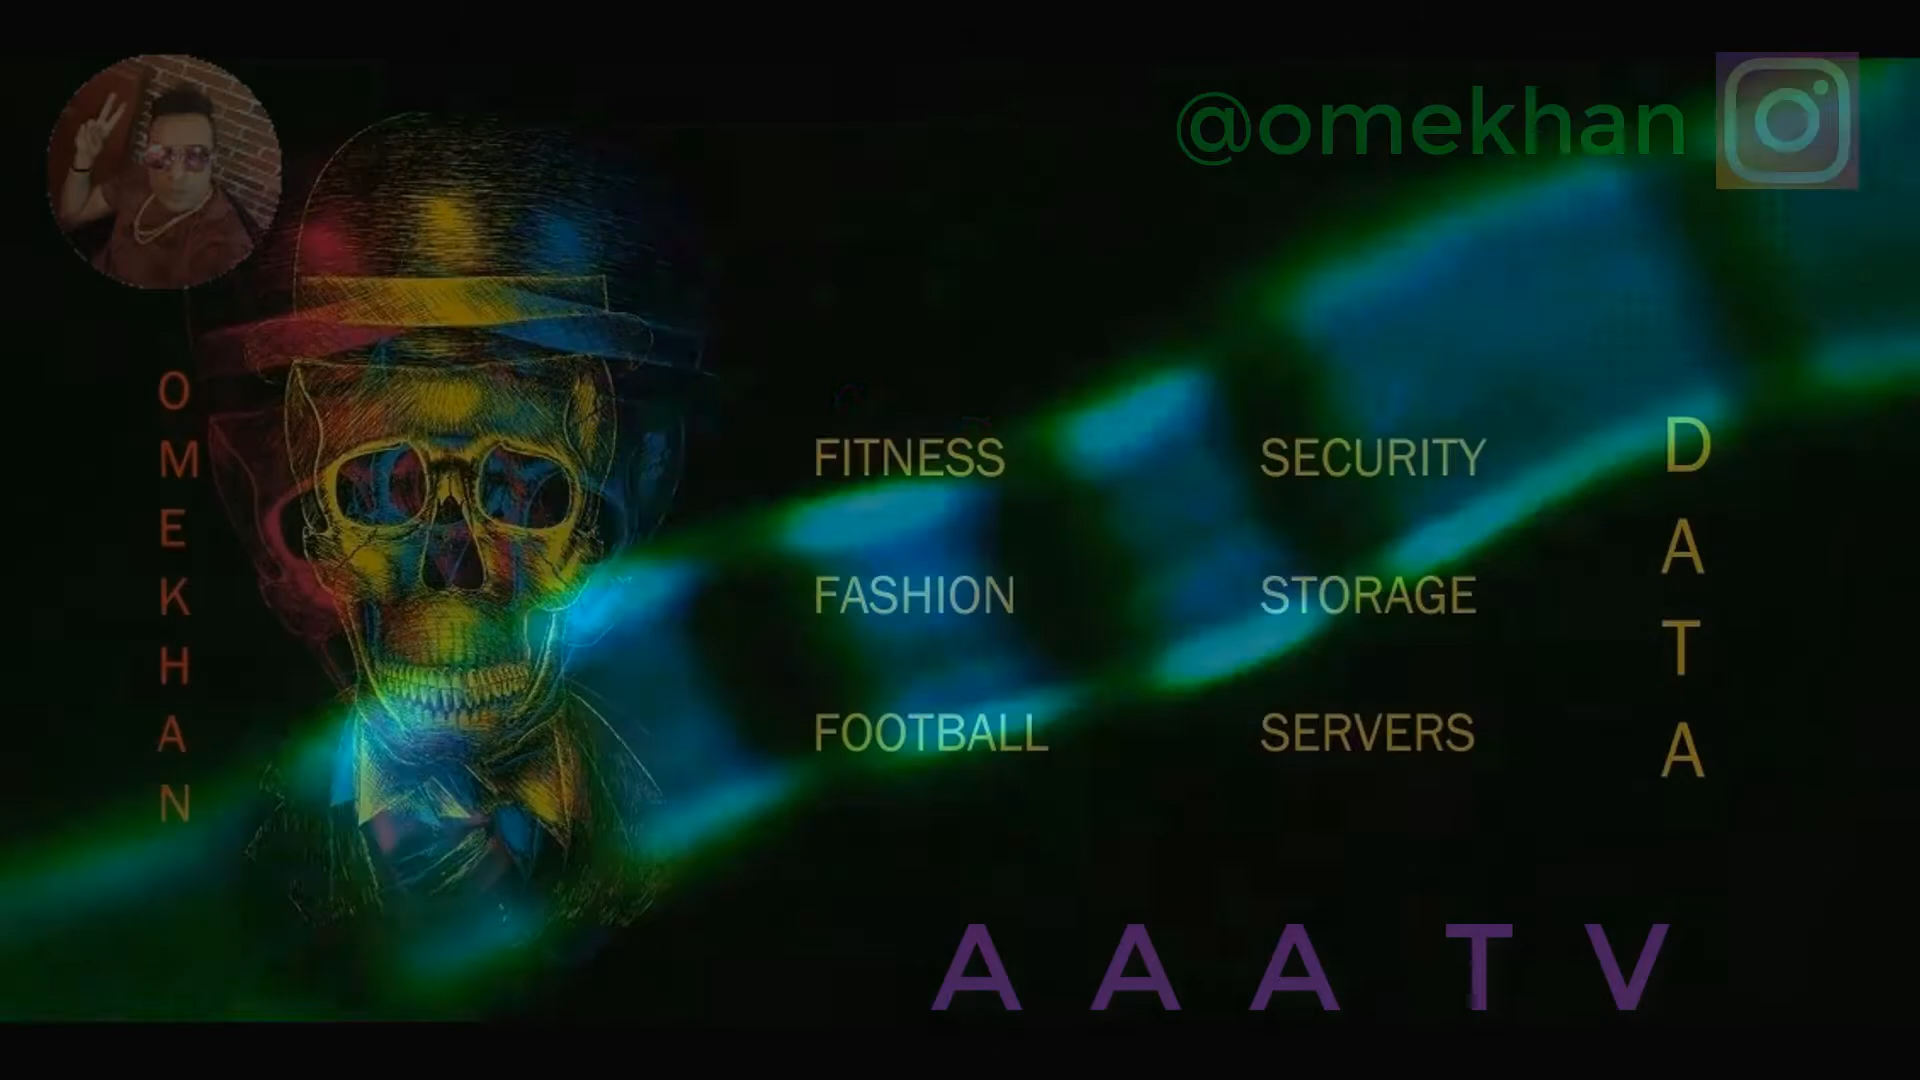 @omekhan
OMEKHAN
FITNESS
SECURITY
FASHION
STORAGE
FOOTBALL
SERVERS
DATA
AAATV